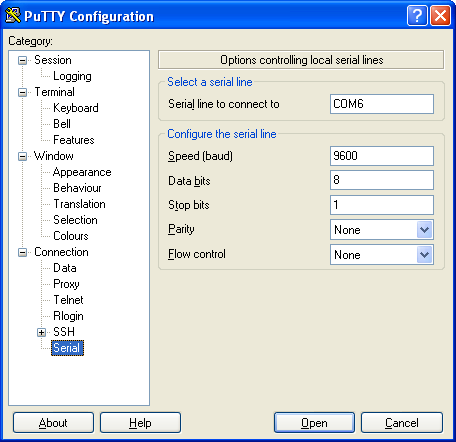 PuTTY Configuration
Category:
Session
Logging
Terminal
Keyboard
Bell
Features
Window
Appearance
Behaviour
Translation
Selection
Colours
Connection
Data
Proxy
Telnet
Rlogin
SSH
Serial
Options controlling local serial lines
Select a serial line
Serial line to connect to COM6
Configure the serial line
Speed (baud) 9600
Data bits 8
Stop bits 1
Parity None
Flow control None
About Help Open Cancel